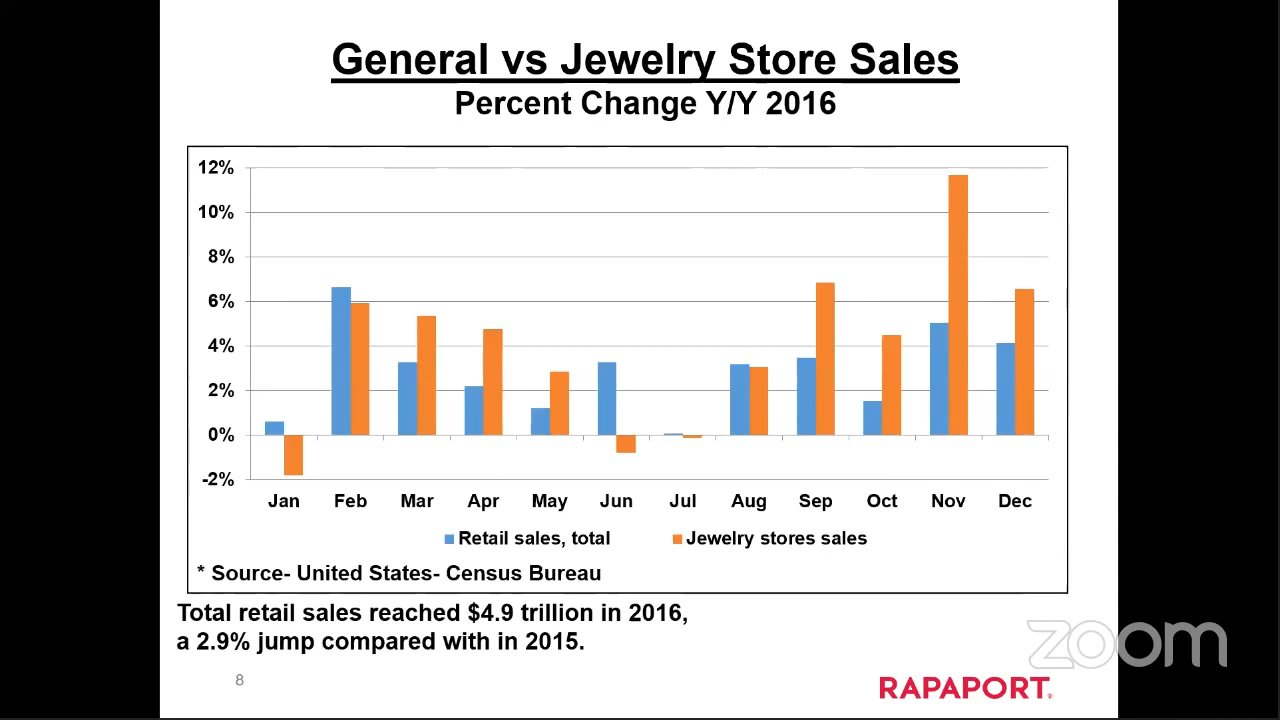 General vs Jewelry Store Sales
Percent Change Y/Y 2016
12%
10%
8%
6%
4%
2%
0%
-2%
Jan Feb Mar Apr May Jun Jul Aug Sep Oct Nov Dec
Retail sales, total Jewelry stores sales
* Source- United States- Census Bureau
Total retail sales reached $4.9 trillion in 2016,
a 2.9% jump compared with in 2015.
zoom
8
RAPAPORT®